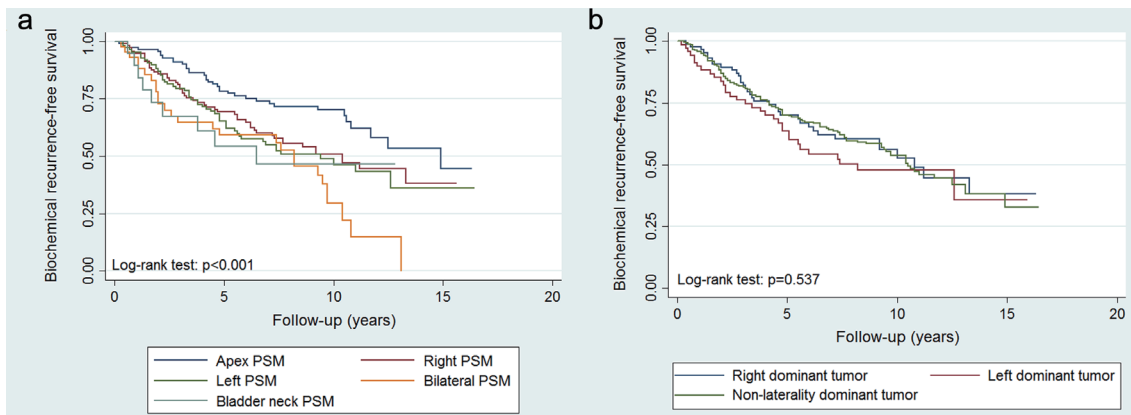 a
Biochemical recurrence-free survival
1.00
0.75
0.50
0.25
0.00
Log-rank test: p<0.001
0 5 10 15 20
Follow-up (years)
Apex PSM Right PSM
Left PSM Bilateral PSM
Bladder neck PSM
b
Biochemical recurrence-free survival
1.00
0.75
0.50
0.25
0.00
Log-rank test: p=0.537
0 5 10 15 20
Follow-up (years)
Right dominant tumor Left dominant tumor
Non-laterality dominant tumor